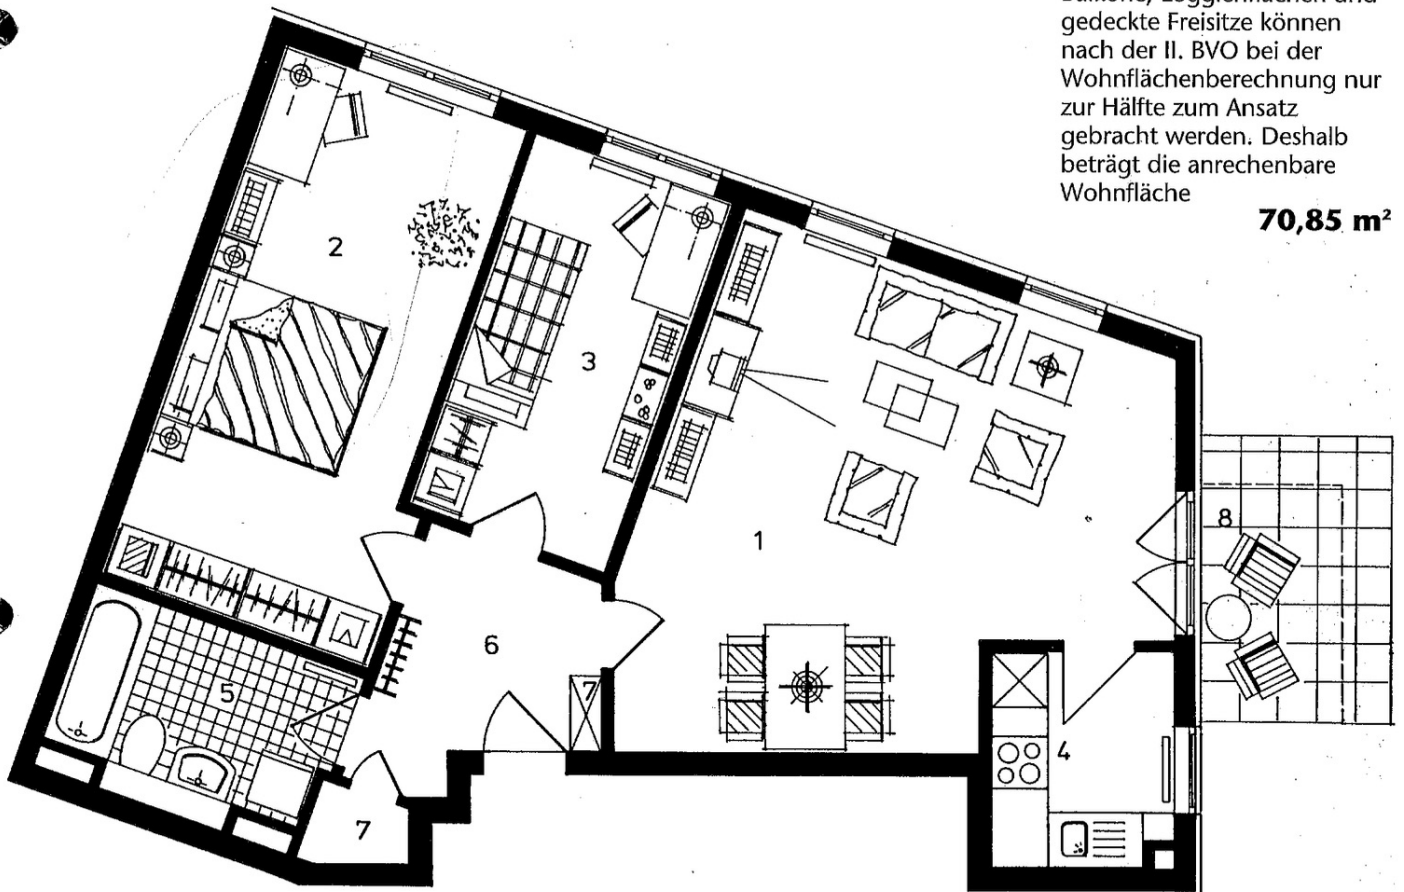 gedeckte Freisitze können
nach der II. BVO bei der
Wohnflächenberechnung nur
zur Hälfte zum Ansatz
gebracht werden. Deshalb
beträgt die anrechenbare
Wohnfläche
70,85 m²
2
3
1
8
6
5
7
4
7